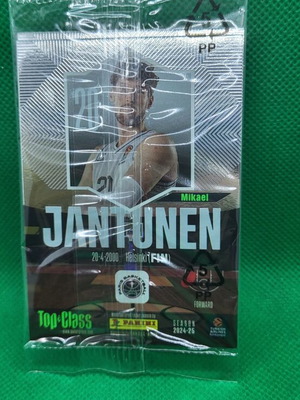 PP
20
20
Mikael
JANTUNEN
20-4-2000 Helsinki (FIN)
FORWARD
Top Class
PANINI
SEASON
2024-25